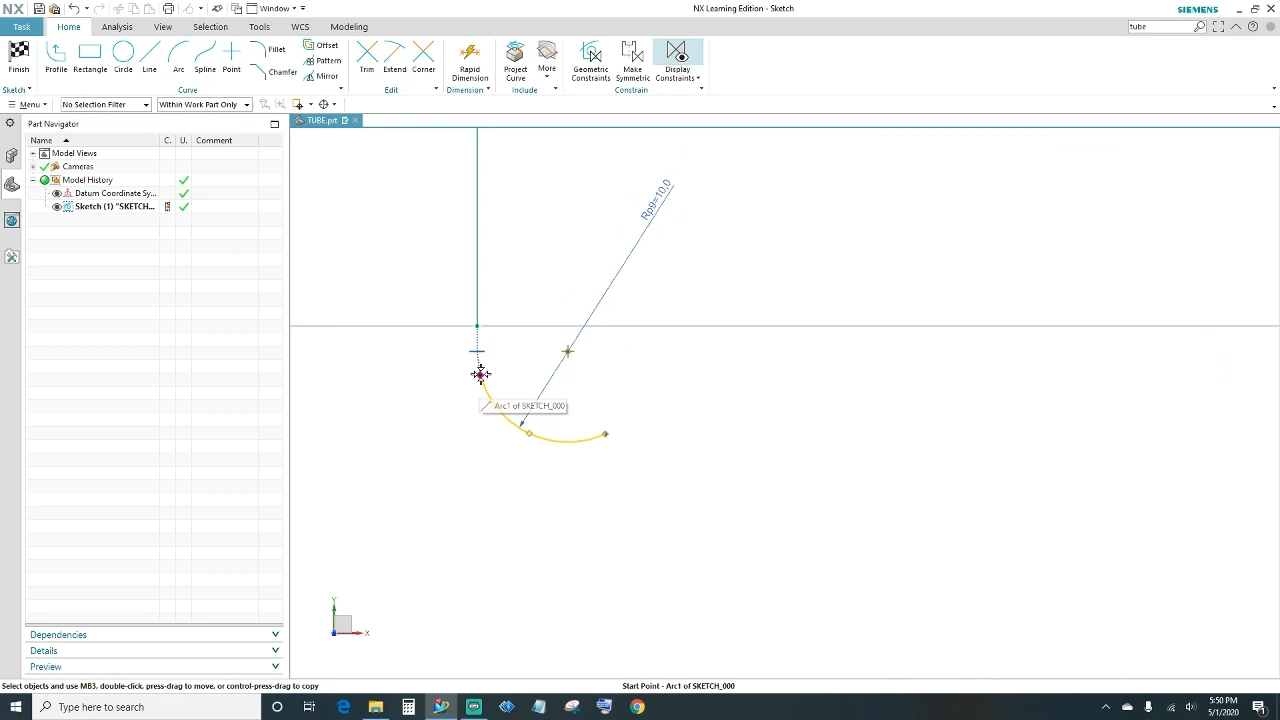 NX
Window
NX Learning Edition - Sketch
SIEMENS
Task Home Analysis View Selection Tools WCS Modeling
tube
Finish Profile Rectangle Circle Line Arc Spline Point Fillet Chamfer Offset Pattern Mirror Trim Extend Corner Rapid Dimension Project Curve More Geometric Constraints Make Symmetric Display Constraints
Sketch Curve Edit Dimension Include Constrain
Menu No Selection Filter Within Work Part Only
Part Navigator
TUBE.prt
Name C. U. Comment
Model Views
Cameras
Model History
Datum Coordinate Sy...
Sketch (1) "SKETCH...
Rp9=10,0
Arc1 of SKETCH_000
Y
X
Dependencies
Details
Preview
Select objects and use MB3, double-click, press-drag to move, or control-press-drag to copy
Start Point - Arc1 of SKETCH_000
Type here to search
5:50 PM
5/1/2020